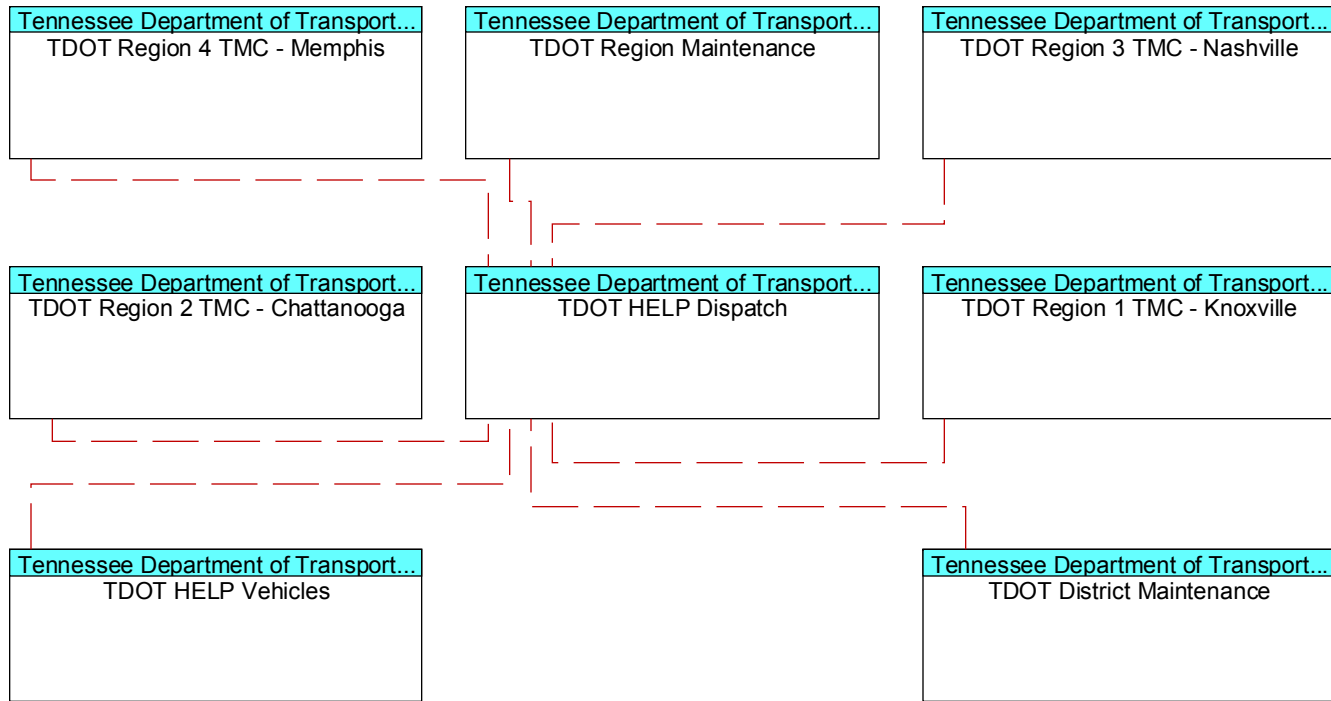 Tennessee Department of Transport...
TDOT Region 4 TMC - Memphis
Tennessee Department of Transport...
TDOT Region Maintenance
Tennessee Department of Transport...
TDOT Region 3 TMC - Nashville
Tennessee Department of Transport...
TDOT Region 2 TMC - Chattanooga
Tennessee Department of Transport...
TDOT HELP Dispatch
Tennessee Department of Transport...
TDOT Region 1 TMC - Knoxville
Tennessee Department of Transport...
TDOT HELP Vehicles
Tennessee Department of Transport...
TDOT District Maintenance